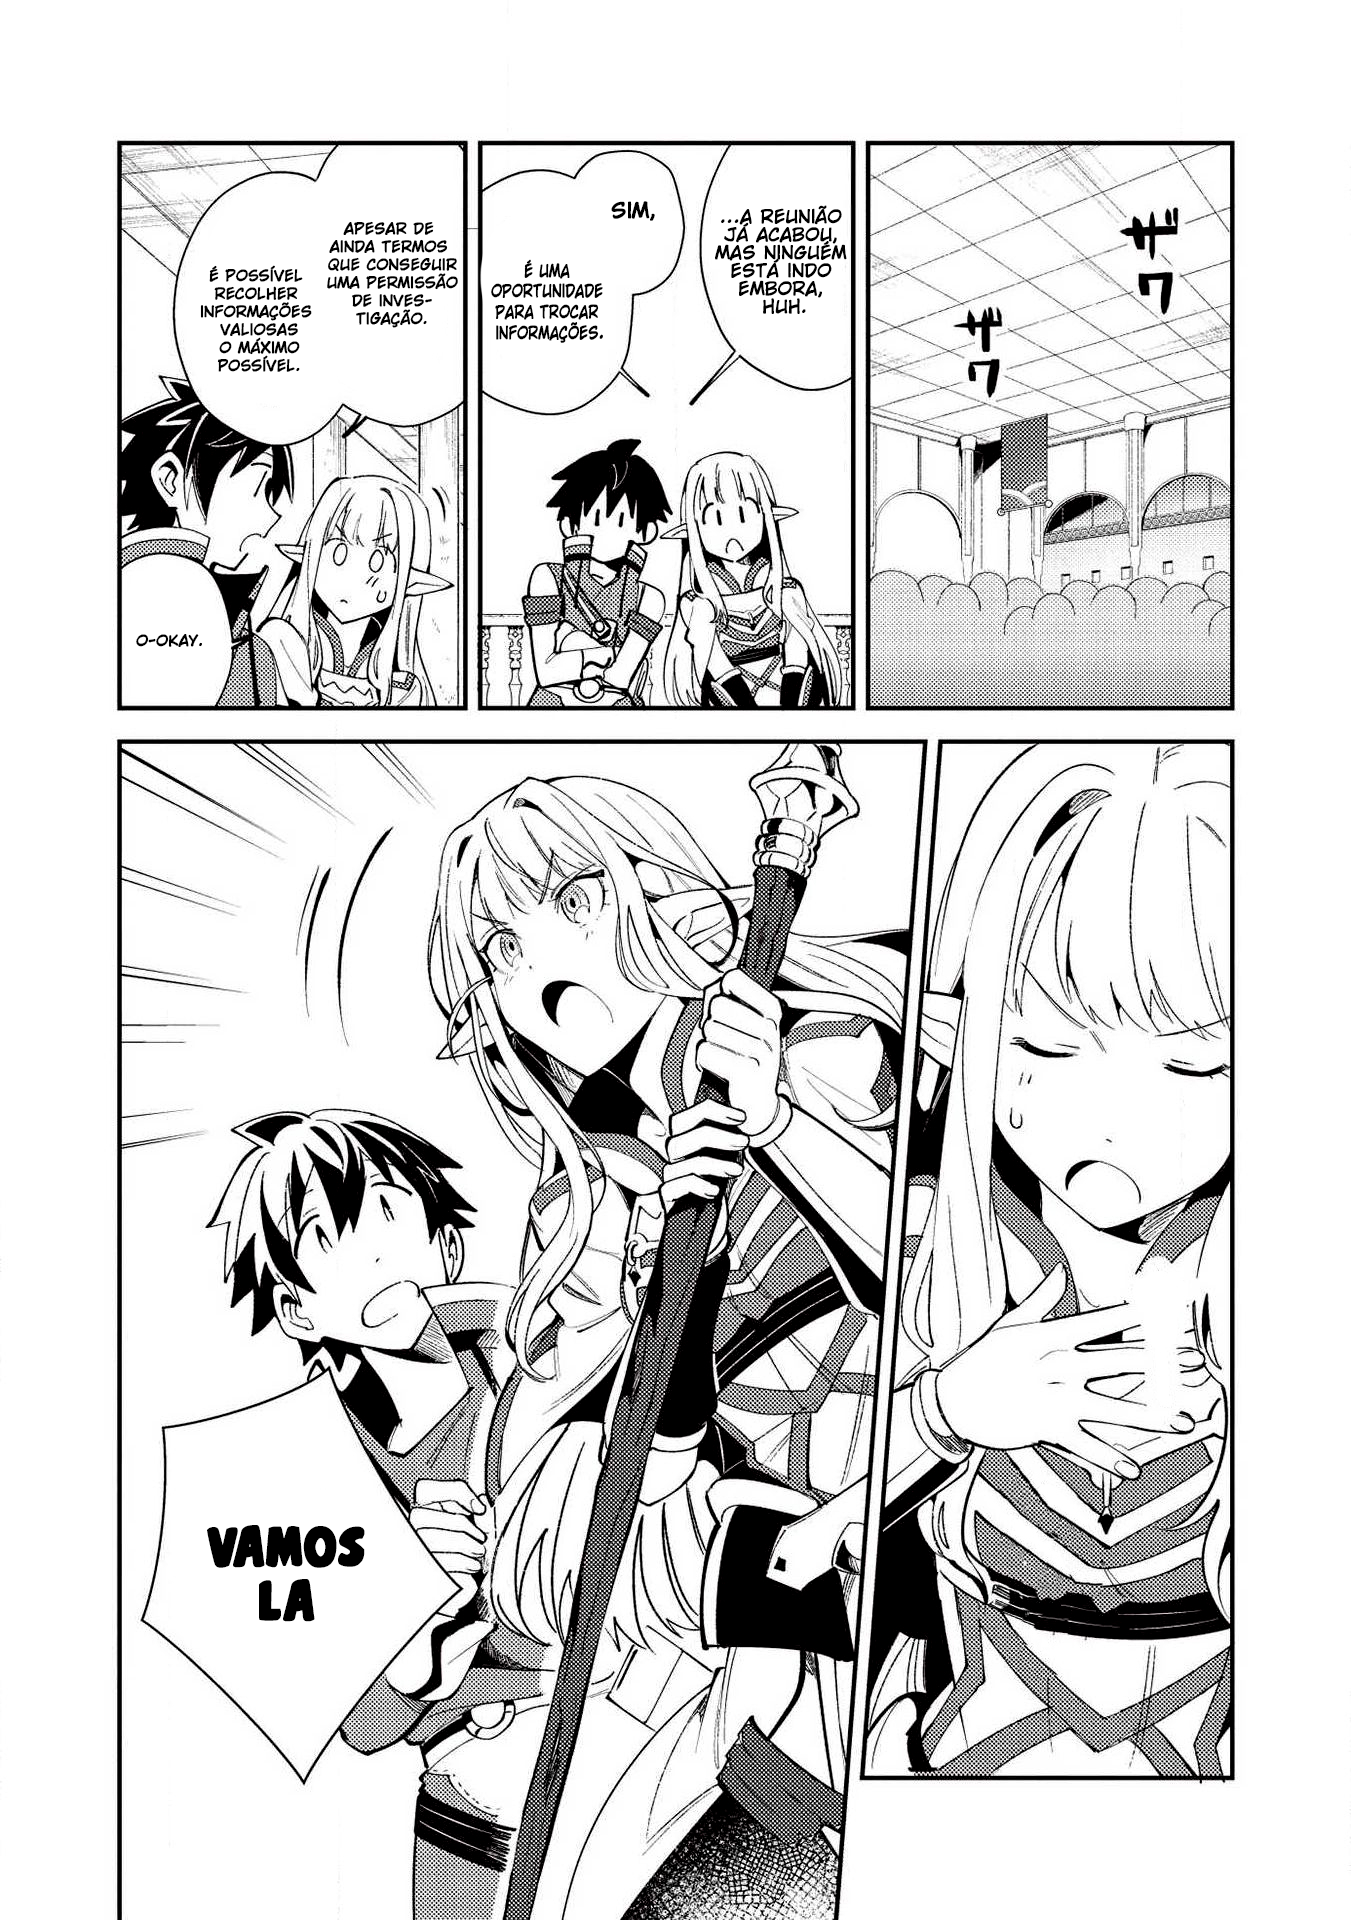 ザワ
ザワ
...A REUNIÃO
JÁ ACABOU,
MAS NINGUÉM
ESTÁ INDO
EMBORA,
HUH.
SIM,
É UMA
OPORTUNIDADE
PARA TROCAR
INFORMAÇÕES.
APESAR DE
AINDA TERMOS
QUE CONSEGUIR
UMA PERMISSÃO
DE INVES-
TIGAÇÃO.
É POSSÍVEL
RECOLHER
INFORMAÇÕES
VALIOSAS
O MÁXIMO
POSSÍVEL.
O-OKAY.
VAMOS
LA